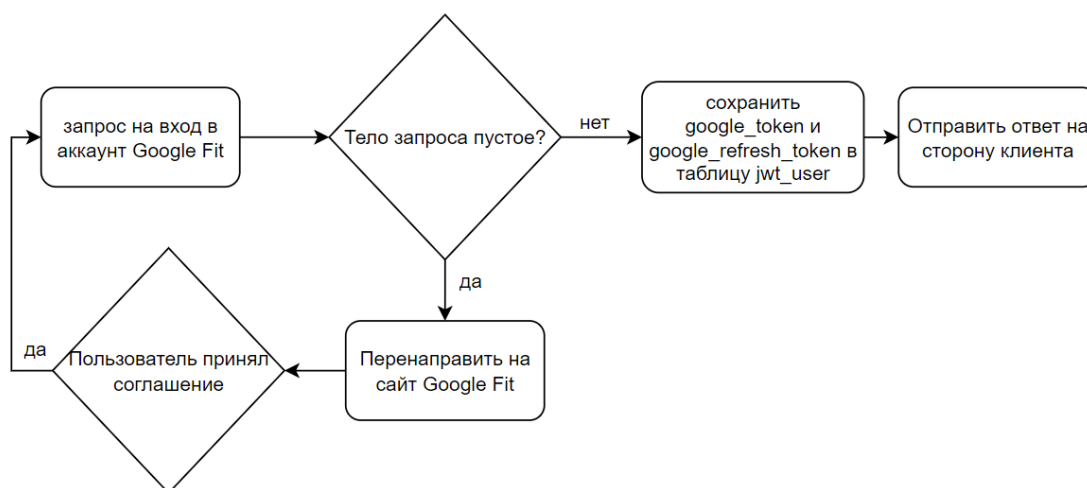 запрос на вход в
аккаунт Google Fit
Тело запроса пустое?
нет
сохранить
google_token и
google_refresh_token в
таблицу jwt_user
Отправить ответ на
сторону клиента
да
Перенаправить на
сайт Google Fit
Пользователь принял
соглашение
да